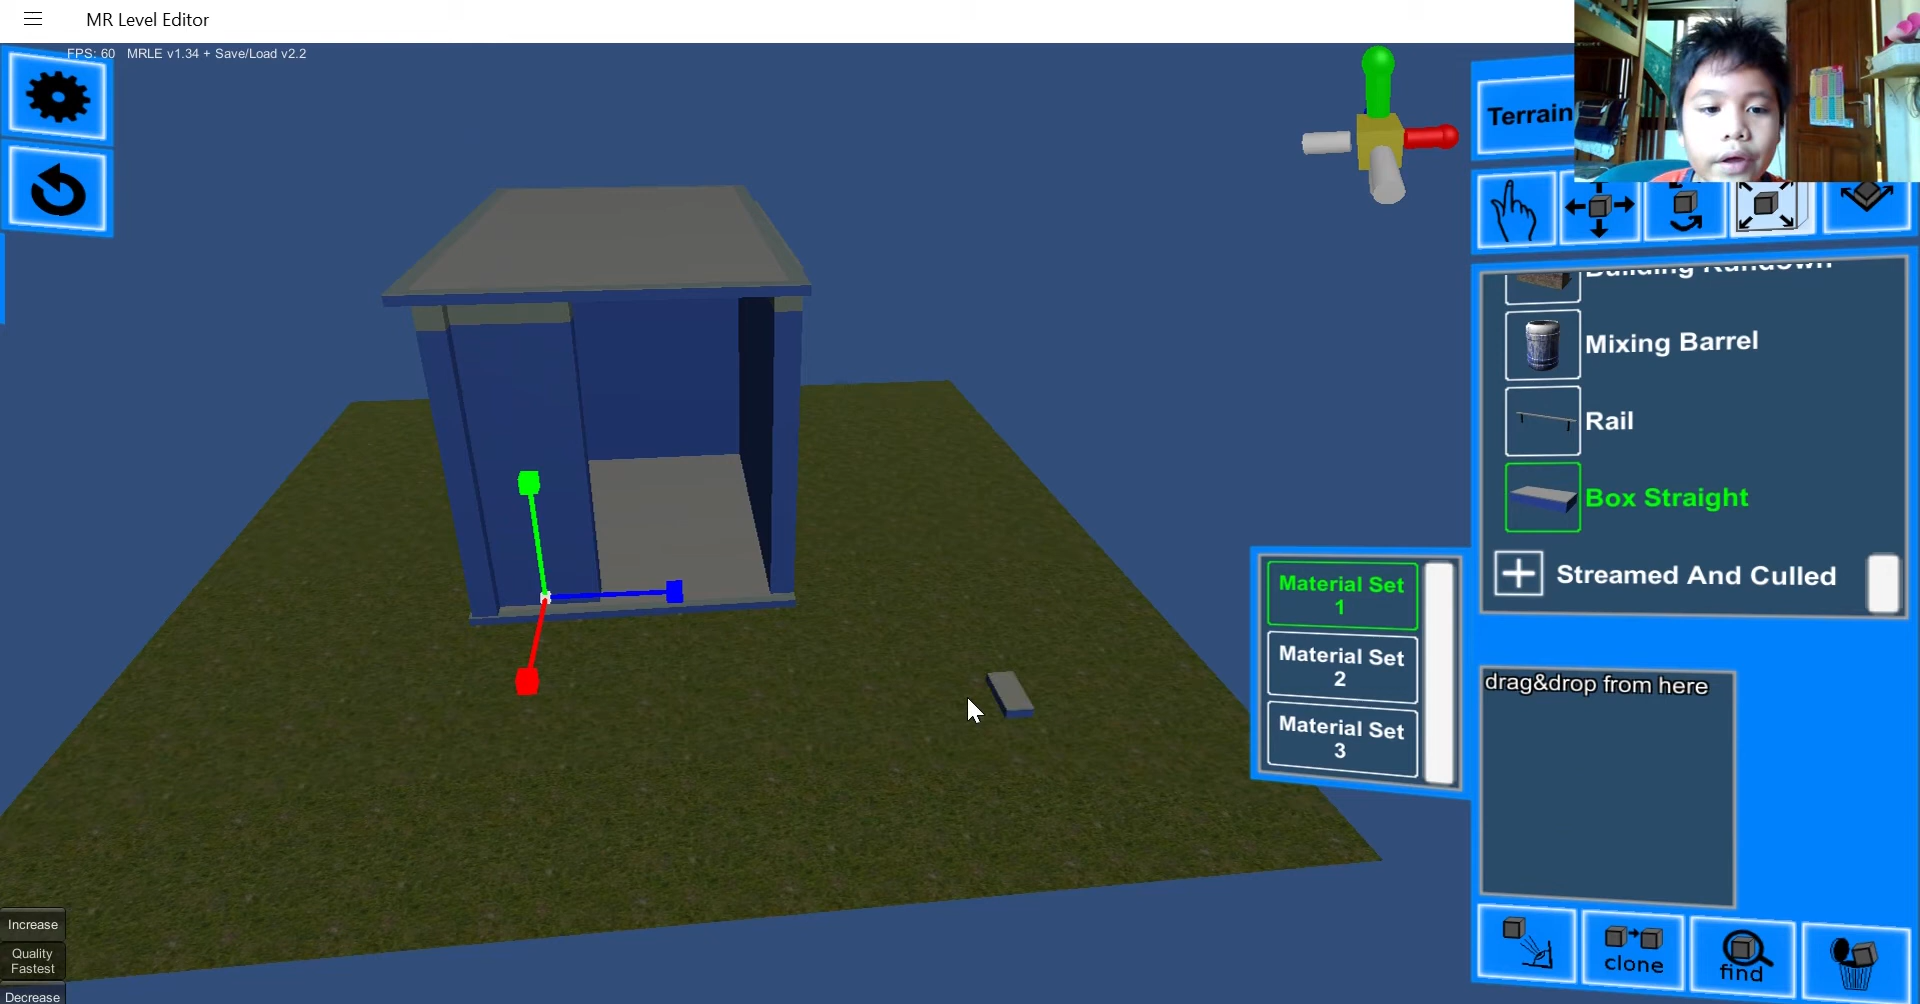 MR Level Editor
FPS: 60 MRLE v1.34 + Save/Load v2.2
Terrain
Building Rundown
Mixing Barrel
Rail
Box Straight
Streamed And Culled
Material Set
1
Material Set
2
Material Set
3
drag&drop from here
Increase
Quality
Fastest
Decrease
clone
find